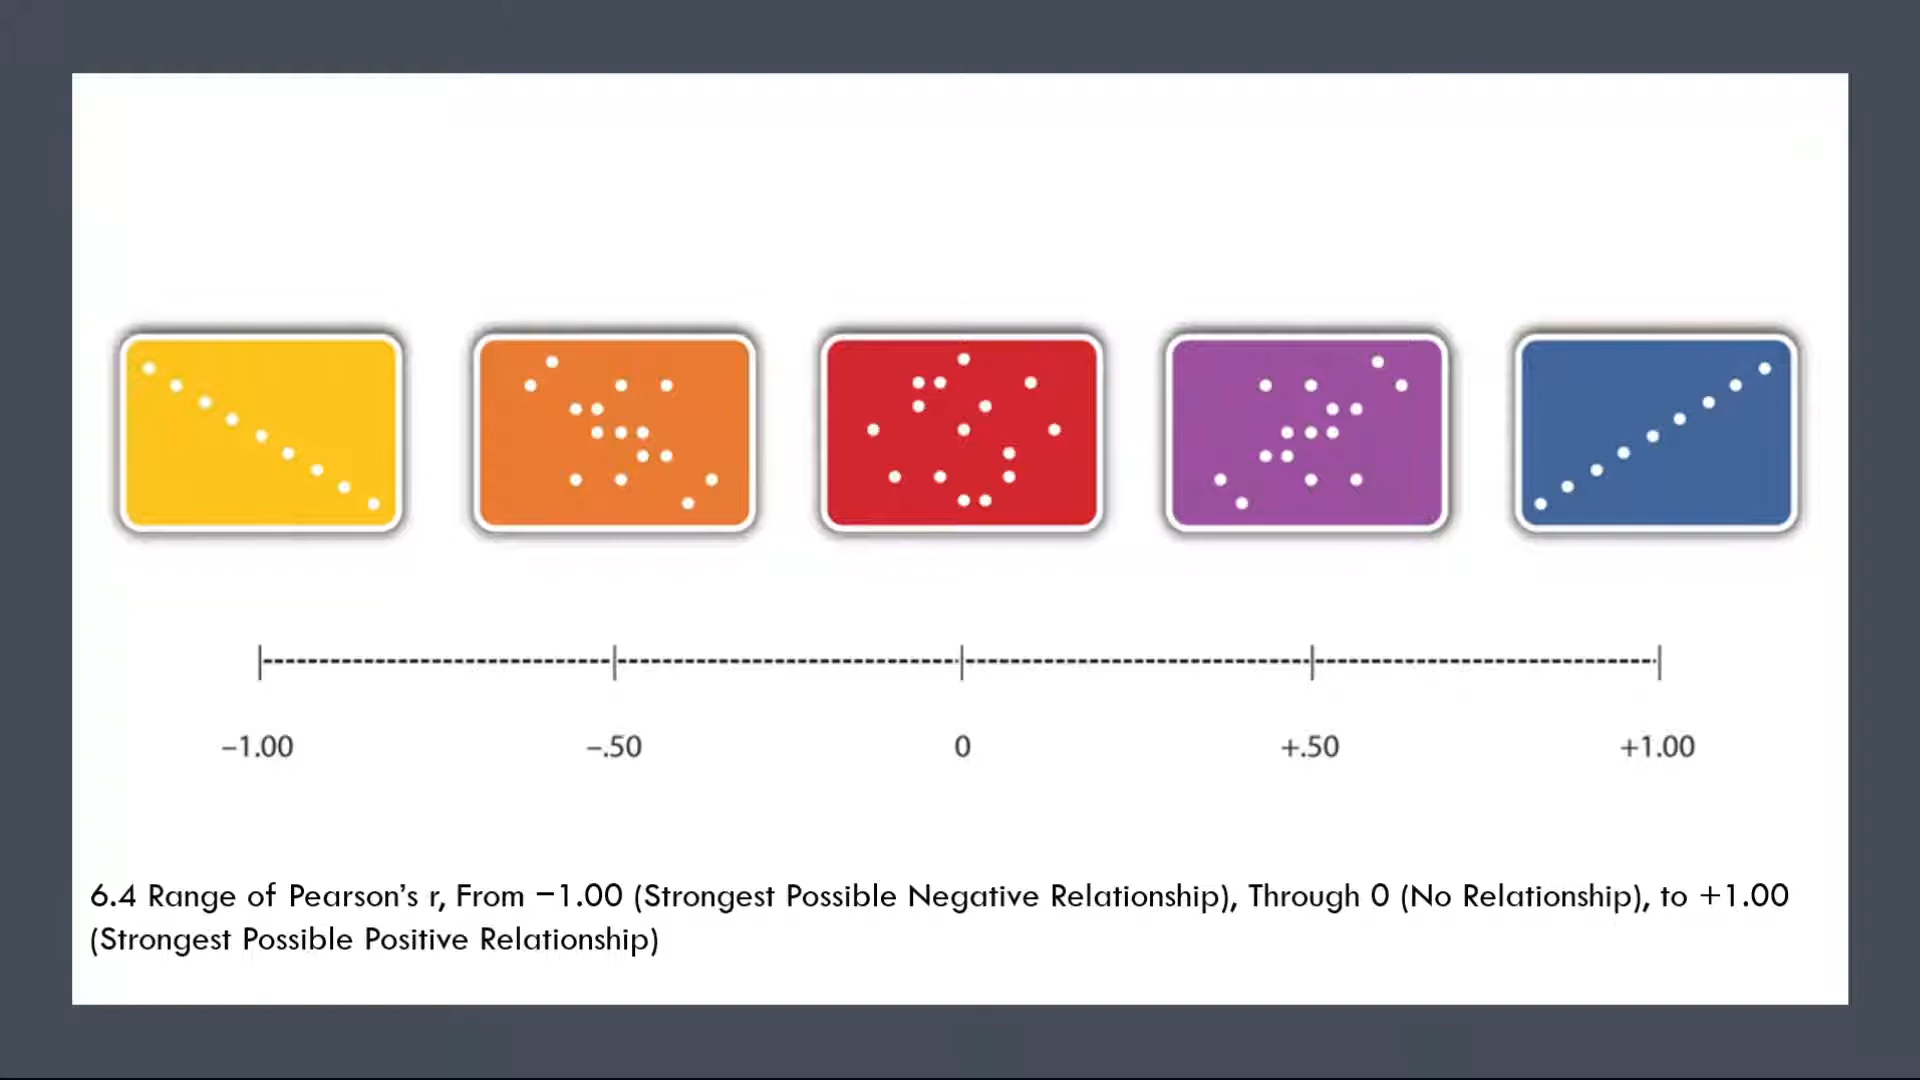 –1.00 –.50 0 +.50 +1.00
6.4 Range of Pearson’s r, From −1.00 (Strongest Possible Negative Relationship), Through 0 (No Relationship), to +1.00
(Strongest Possible Positive Relationship)